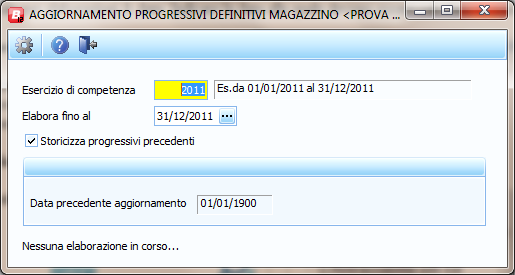 AGGIORNAMENTO PROGRESSIVI DEFINITIVI MAGAZZINO <PROVA ...
Esercizio di competenza 2011 Es.da 01/01/2011 al 31/12/2011
Elabora fino al 31/12/2011 ...
Storicizza progressivi precedenti
Data precedente aggiornamento 01/01/1900
Nessuna elaborazione in corso...